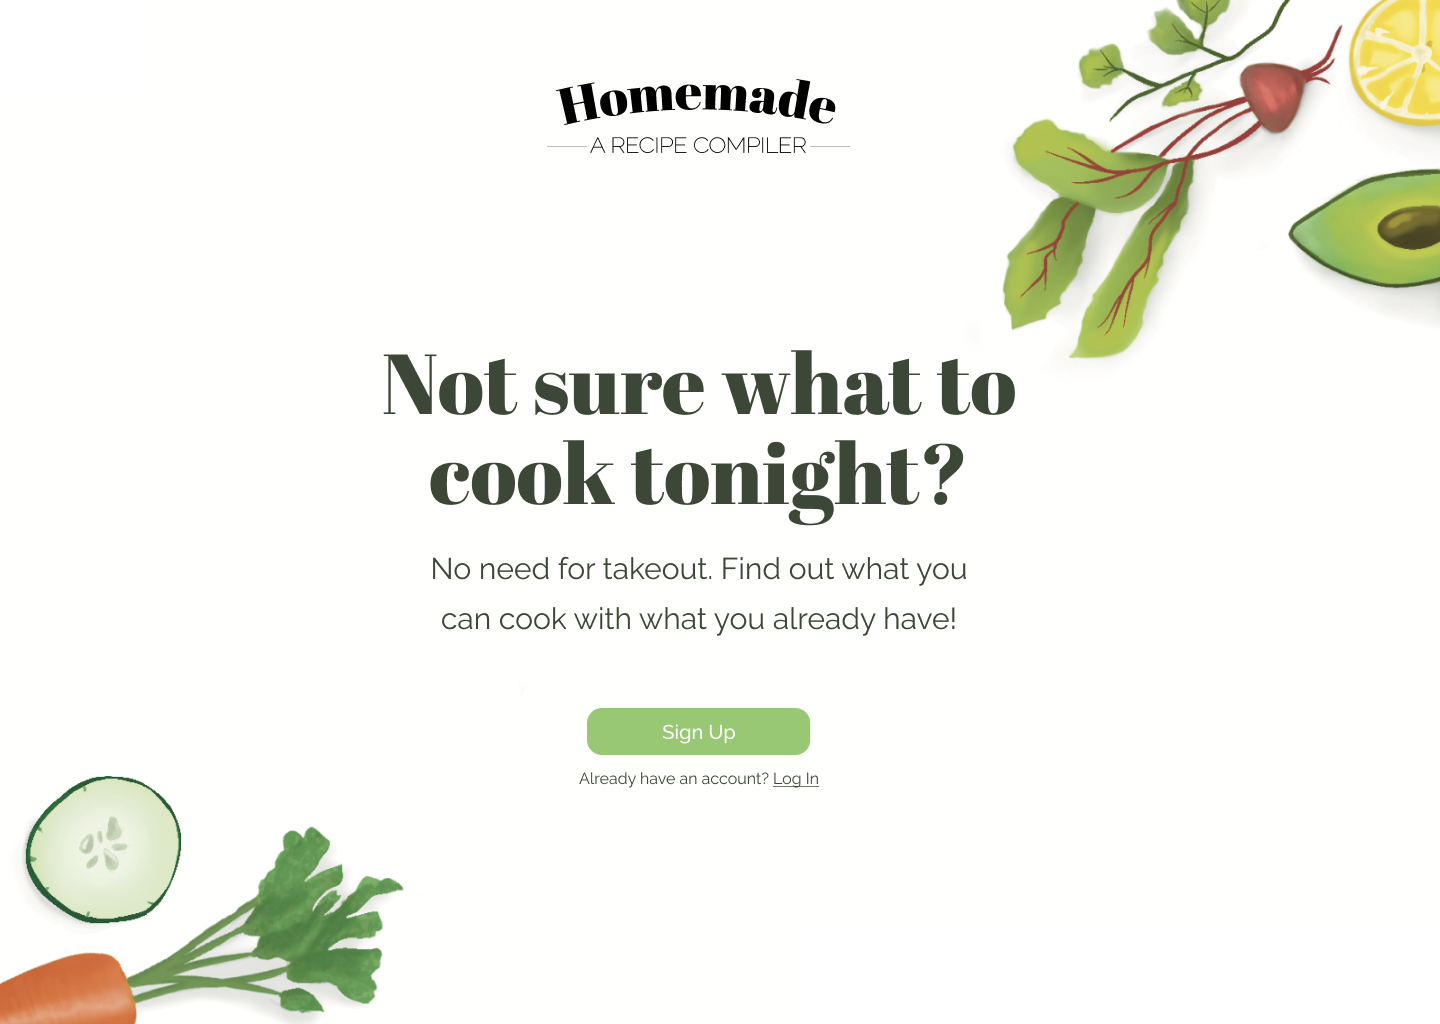 Homemade
A RECIPE COMPILER
Not sure what to
cook tonight?
No need for takeout. Find out what you
can cook with what you already have!
Sign Up
Already have an account? Log In